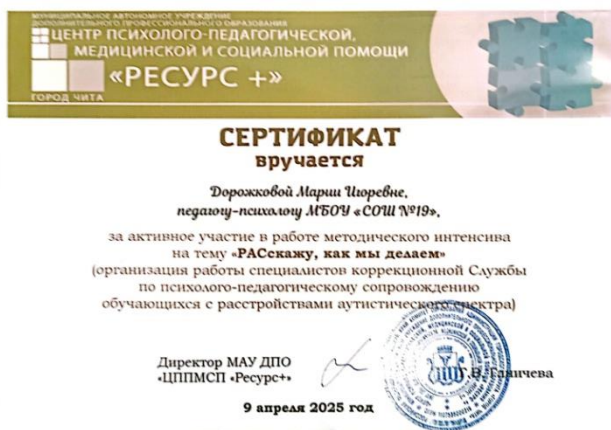 МУНИЦИПАЛЬНОЕ АВТОНОМНОЕ УЧРЕЖДЕНИЕ
ДОПОЛНИТЕЛЬНОГО ПРОФЕССИОНАЛЬНОГО ОБРАЗОВАНИЯ
ЦЕНТР ПСИХОЛОГО-ПЕДАГОГИЧЕСКОЙ,
МЕДИЦИНСКОЙ И СОЦИАЛЬНОЙ ПОМОЩИ
«РЕСУРС +»
ГОРОД ЧИТА
СЕРТИФИКАТ
вручается
Дорожковой Марии Игоревне,
педагогу-психологу МБОУ «СОШ №19»,
за активное участие в работе методического интенсива
на тему «РАСскажу, как мы делаем»
(организация работы специалистов коррекционной Службы
по психолого-педагогическому сопровождению
обучающихся с расстройствами аутистического спектра)
Директор МАУ ДПО
«ЦППМСП «Ресурс+»
9 апреля 2025 год